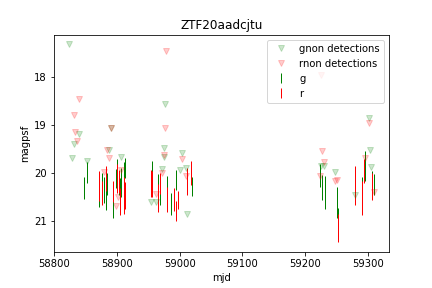 ZTF20aadcjtu
gnon detections
rnon detections
g
r
magpsf
18
19
20
21
58800 58900 59000 59100 59200 59300
mjd